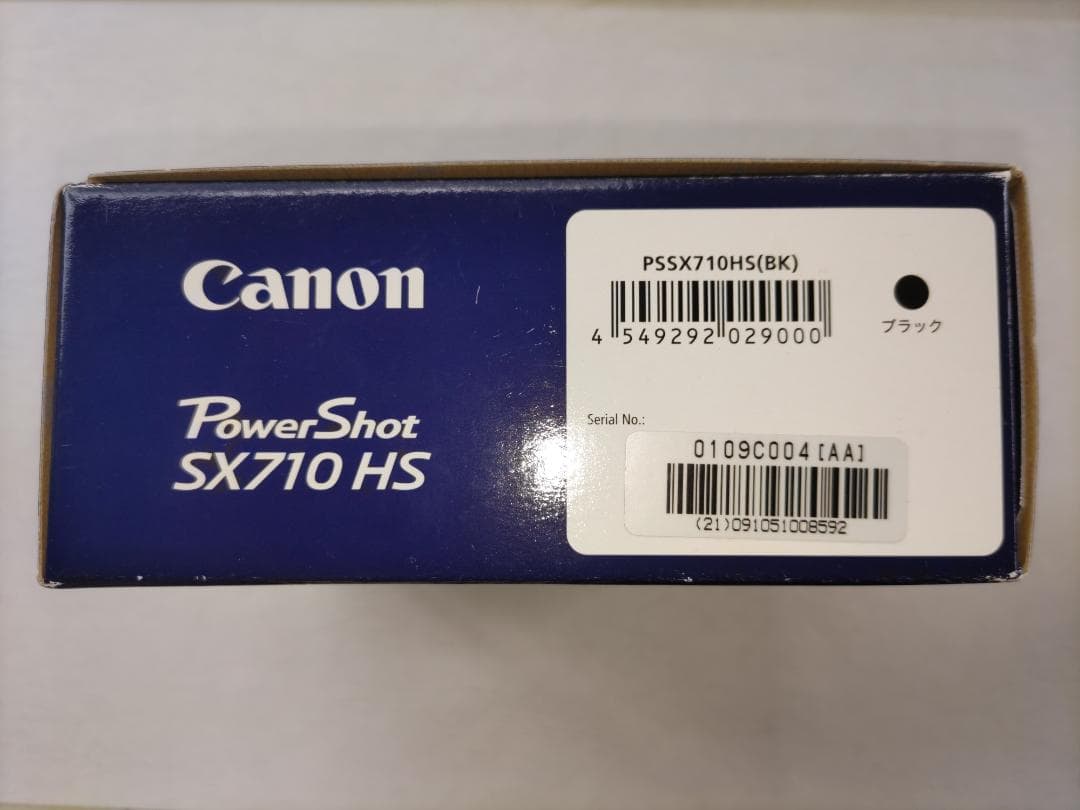 Canon
PowerShot
SX710 HS
PSSX710HS(BK)
4 549292 029000
ブラック
Serial No.:
0109C004[AA]
(21)091051008592